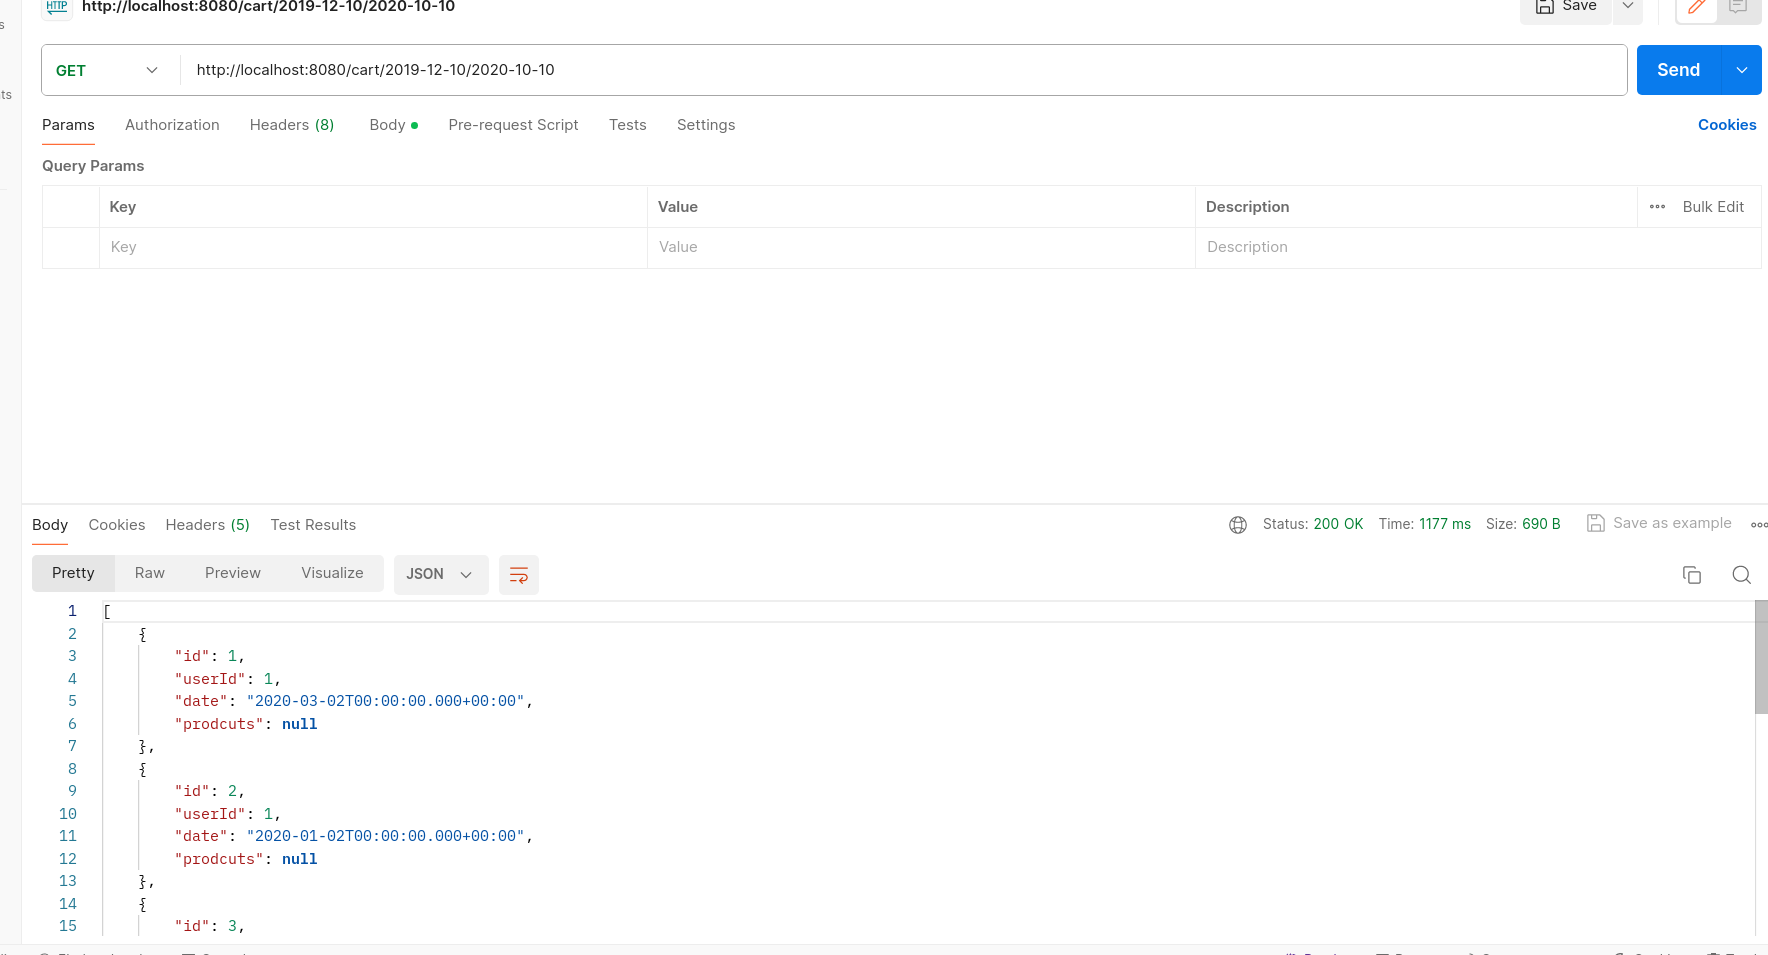 HTTP http://localhost:8080/cart/2019-12-10/2020-10-10 Save
s
GET http://localhost:8080/cart/2019-12-10/2020-10-10 Send
ts
Params Authorization Headers (8) Body Pre-request Script Tests Settings Cookies
Query Params
Key Value Description Bulk Edit
Key Value Description
Body Cookies Headers (5) Test Results Status: 200 OK Time: 1177 ms Size: 690 B Save as example
Pretty Raw Preview Visualize JSON
1 [
2 {
3 "id": 1,
4 "userId": 1,
5 "date": "2020-03-02T00:00:00.000+00:00",
6 "prodcuts": null
7 },
8 {
9 "id": 2,
10 "userId": 1,
11 "date": "2020-01-02T00:00:00.000+00:00",
12 "prodcuts": null
13 },
14 {
15 "id": 3,